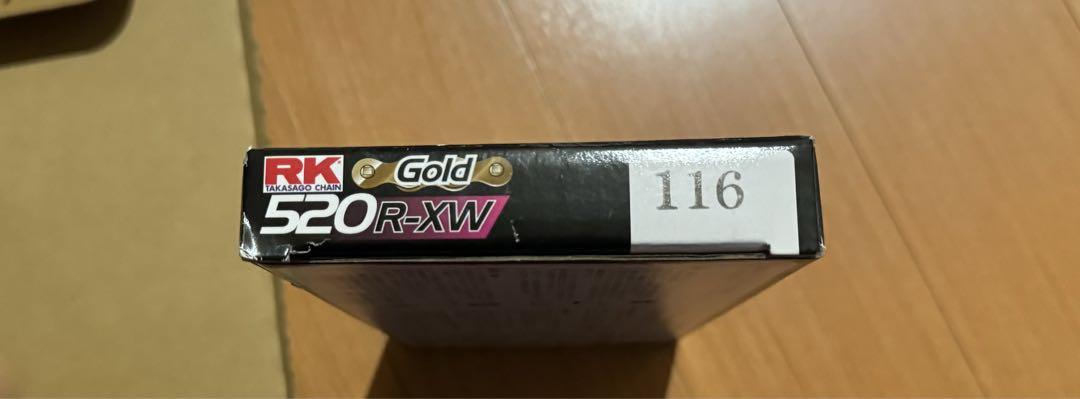 RK
TAKASAGO CHAIN
Gold
520R-XW
116